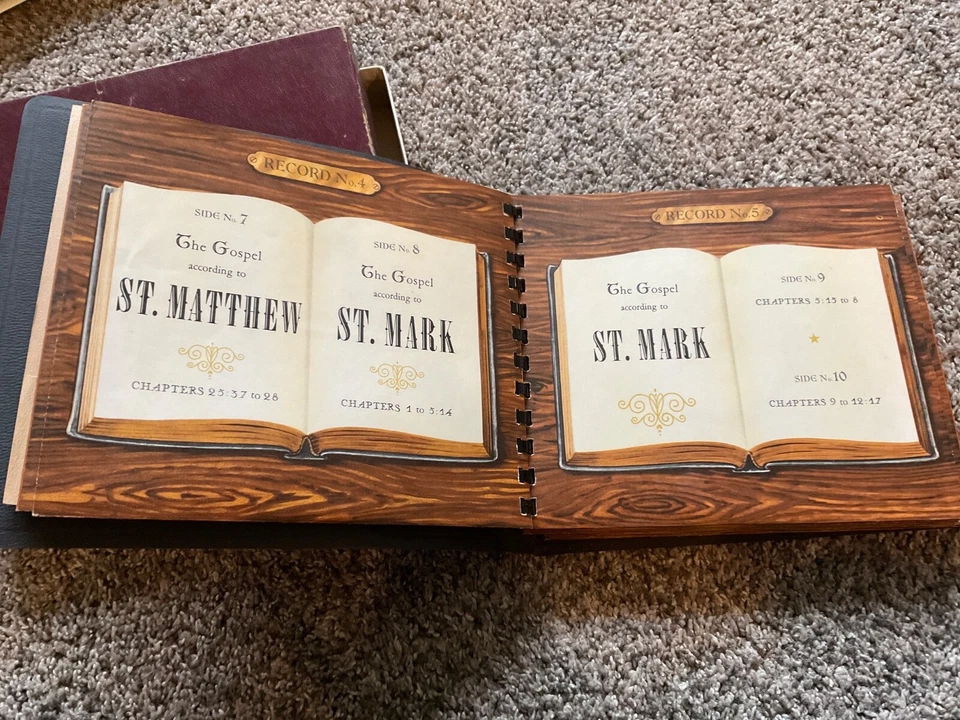 RECORD No. 4
SIDE No. 7
The Gospel
according to
ST. MATTHEW
CHAPTERS 25:37 to 28
SIDE No. 8
The Gospel
according to
ST. MARK
CHAPTERS 1 to 5:14
RECORD No. 5
The Gospel
according to
ST. MARK
SIDE No. 9
CHAPTERS 5:15 to 8
SIDE No. 10
CHAPTERS 9 to 12:17